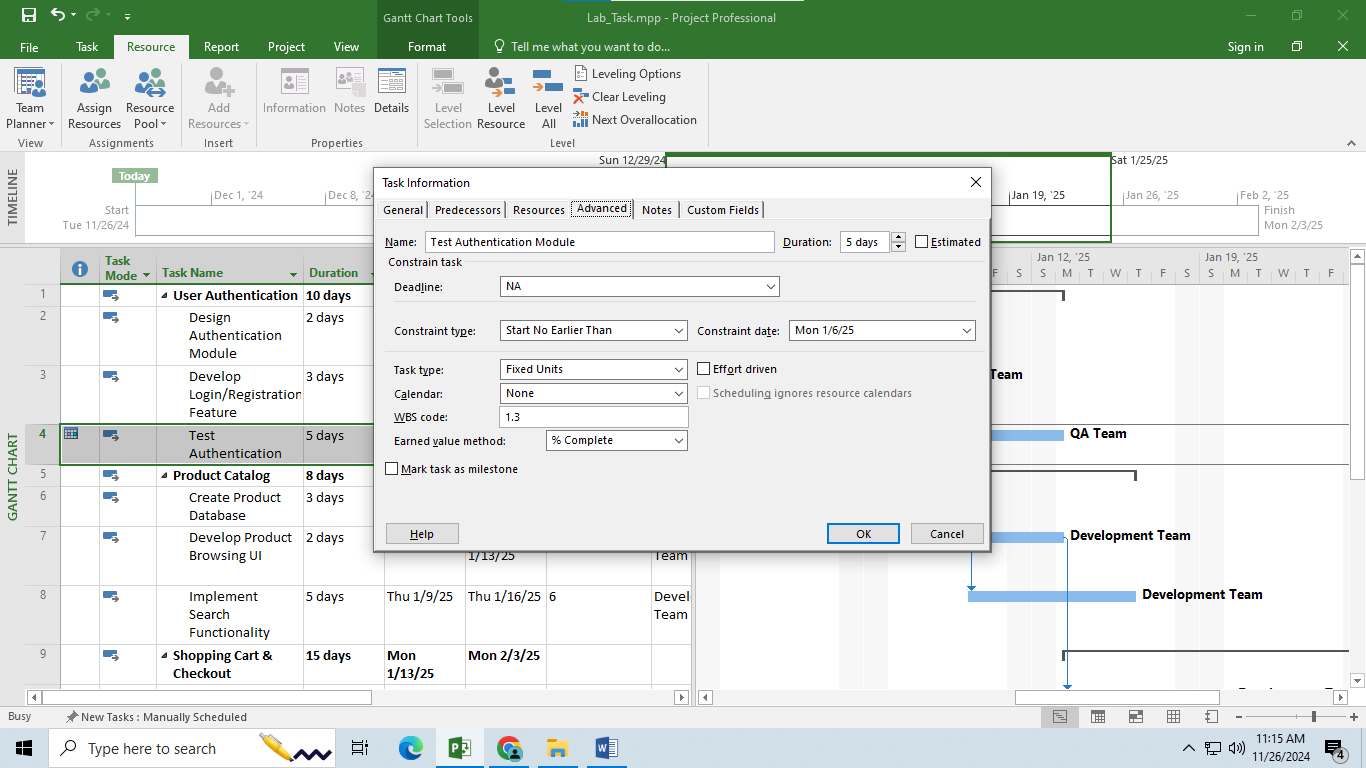 Gantt Chart Tools
Lab_Task.mpp - Project Professional
File Task Resource Report Project View Format Tell me what you want to do... Sign in
Team Planner
Assign Resources
Resource Pool
Add Resources
Information
Notes
Details
Level Selection
Level Resource
Level All
Leveling Options
Clear Leveling
Next Overallocation
View Assignments Insert Properties Level
TIMELINE
Sun 12/29/24
Sat 1/25/25
Today
Dec 1, '24
Dec 8, '
Jan 19, '25
Jan 26, '25
Feb 2, '25
Start
Tue 11/26/24
Finish
Mon 2/3/25
Task Information
General Predecessors Resources Advanced Notes Custom Fields
Name: Test Authentication Module Duration: 5 days Estimated
Constrain task
Deadline: NA
Constraint type: Start No Earlier Than Constraint date: Mon 1/6/25
Task type: Fixed Units Effort driven
Calendar: None Scheduling ignores resource calendars
WBS code: 1.3
Earned value method: % Complete
Mark task as milestone
Help OK Cancel
GANTT CHART
Task Mode Task Name Duration
1 User Authentication 10 days
2 Design Authentication Module 2 days
3 Develop Login/Registration Feature 3 days
4 Test Authentication 5 days
5 Product Catalog 8 days
6 Create Product Database 3 days
7 Develop Product Browsing UI 2 days 1/13/25 Team
8 Implement Search Functionality 5 days Thu 1/9/25 Thu 1/16/25 6 Devel Team
9 Shopping Cart & Checkout 15 days Mon 1/13/25 Mon 2/3/25
Jan 12, '25 Jan 19, '25
F S S M T W T F S S M T W T F
Team
QA Team
Development Team
Development Team
Busy New Tasks : Manually Scheduled
Type here to search
11:15 AM
11/26/2024
4